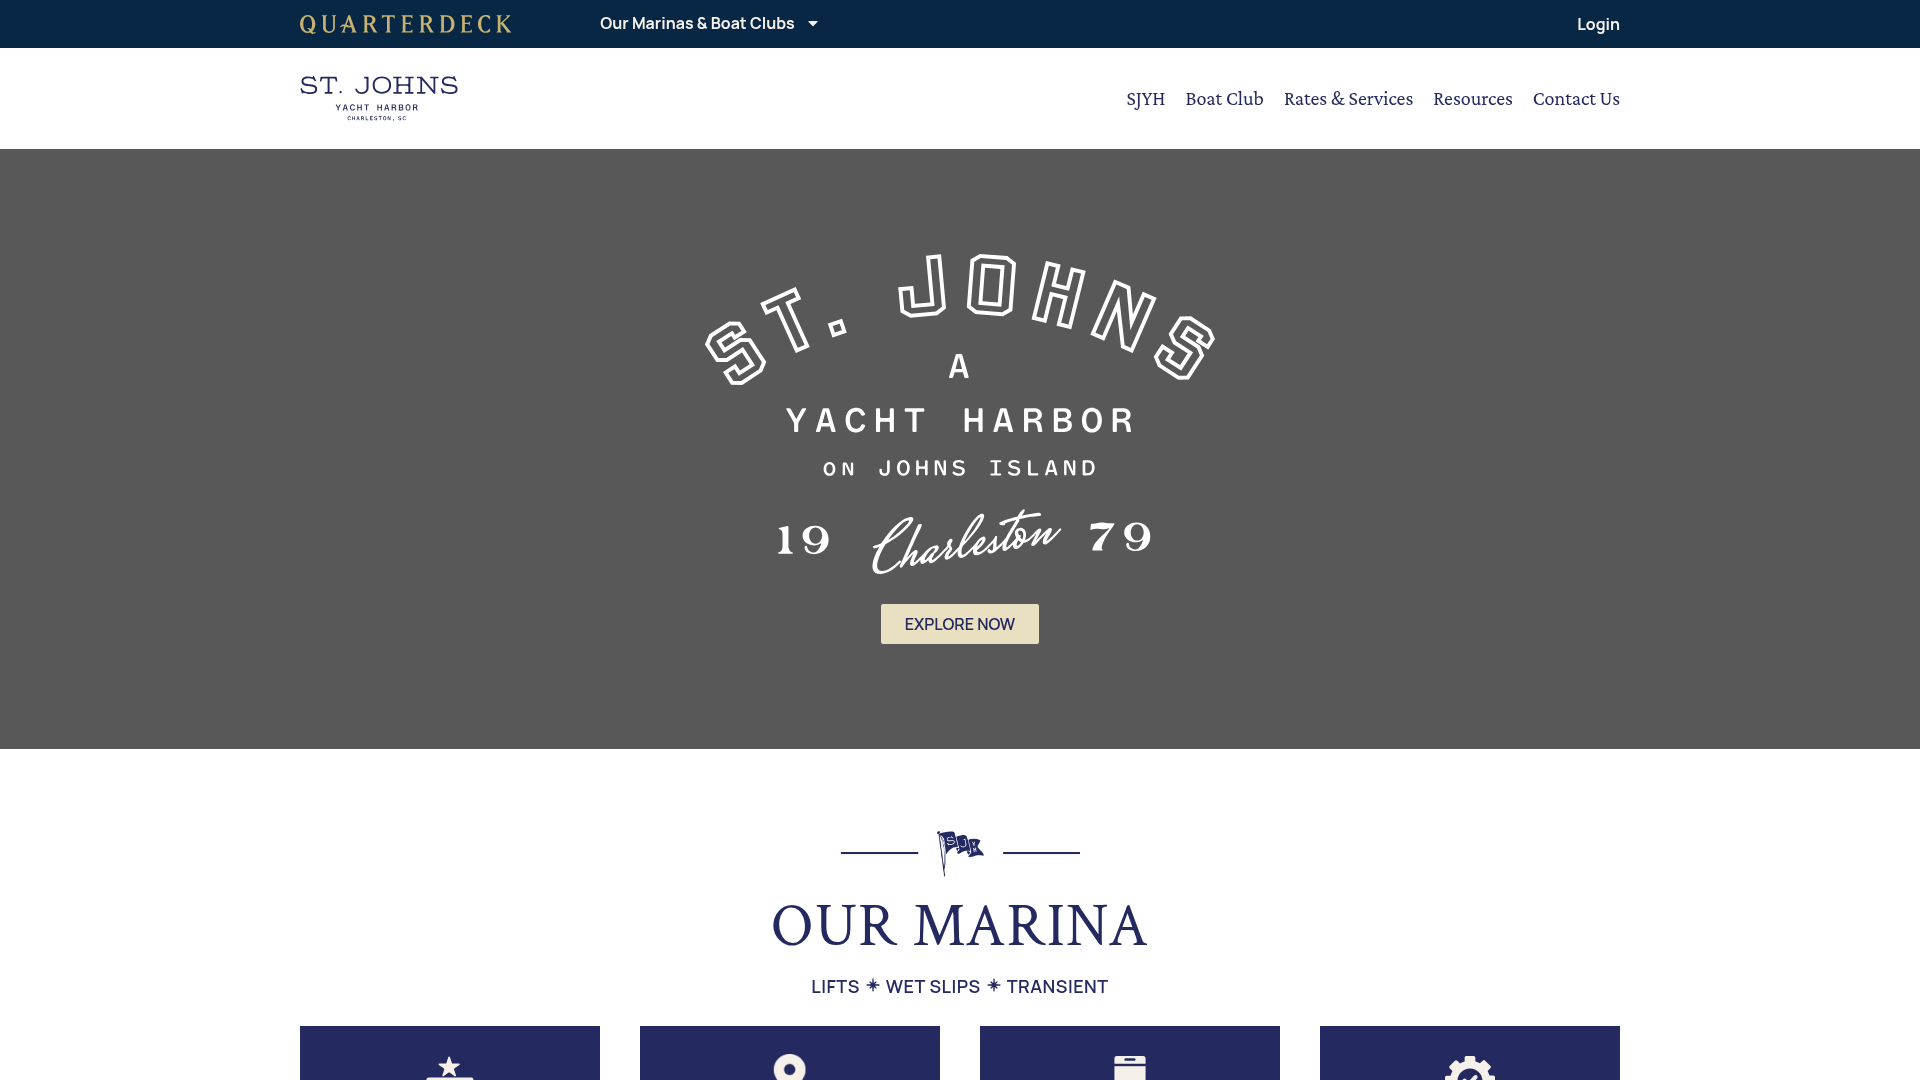 QUARTERDECK
Our Marinas & Boat Clubs
Login
ST. JOHNS
YACHT HARBOR
CHARLESTON, SC
SJYH
Boat Club
Rates & Services
Resources
Contact Us
ST. JOHNS
A
YACHT HARBOR
ON JOHNS ISLAND
19 Charleston 79
EXPLORE NOW
SJYH
OUR MARINA
LIFTS ✷ WET SLIPS ✷ TRANSIENT